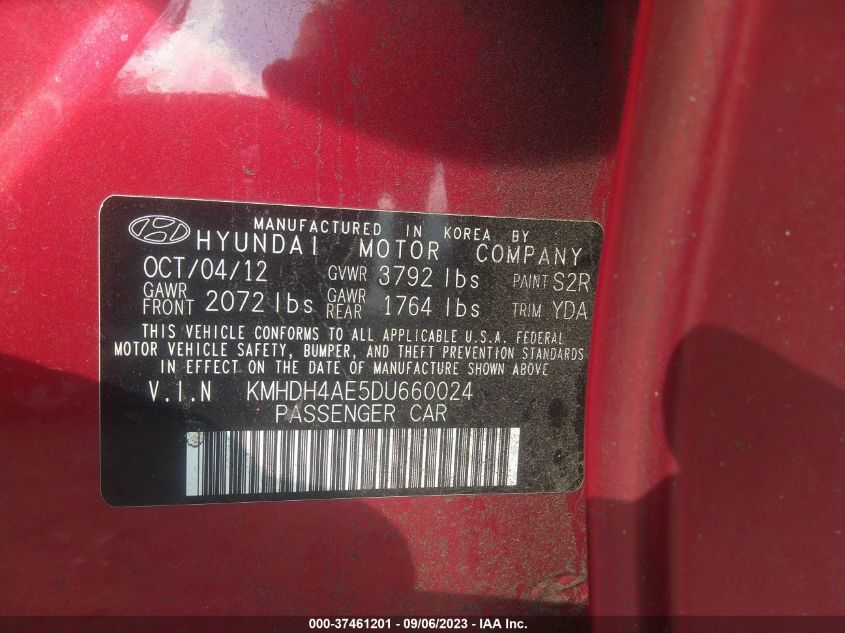 MANUFACTURED IN KOREA BY
HYUNDAI MOTOR COMPANY
OCT/04/12 GVWR 3792 lbs PAINT S2R
GAWR FRONT 2072 lbs GAWR REAR 1764 lbs TRIM YDA
THIS VEHICLE CONFORMS TO ALL APPLICABLE U.S.A. FEDERAL
MOTOR VEHICLE SAFETY, BUMPER, AND THEFT PREVENTION STANDARDS
IN EFFECT ON THE DATE OF MANUFACTURE SHOWN ABOVE
V.I.N KMHDH4AE5DU660024
PASSENGER CAR
000-37461201 - 09/06/2023 - IAA Inc.